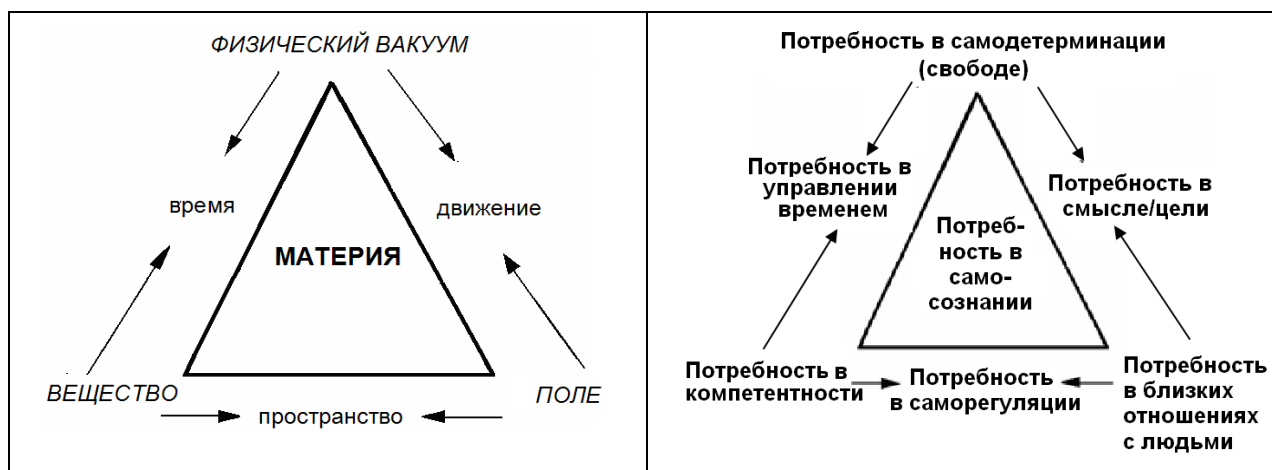 ФИЗИЧЕСКИЙ ВАКУУМ
время
движение
МАТЕРИЯ
ВЕЩЕСТВО
ПОЛЕ
пространство
Потребность в самодетерминации
(свободе)
Потребность в
управлении
временем
Потребность в
смысле/цели
Потреб-
ность в
само-
сознании
Потребность в
компетентности
Потребность
в саморегуляции
Потребность
в близких
отношениях
с людьми